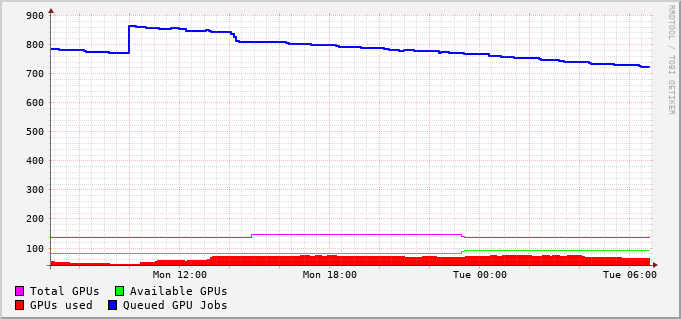 900
800
700
600
500
400
300
200
100
Mon 12:00 Mon 18:00 Tue 00:00 Tue 06:00
Total GPUs Available GPUs
GPUs used Queued GPU Jobs
RRDTOOL / TOBI OETIKER